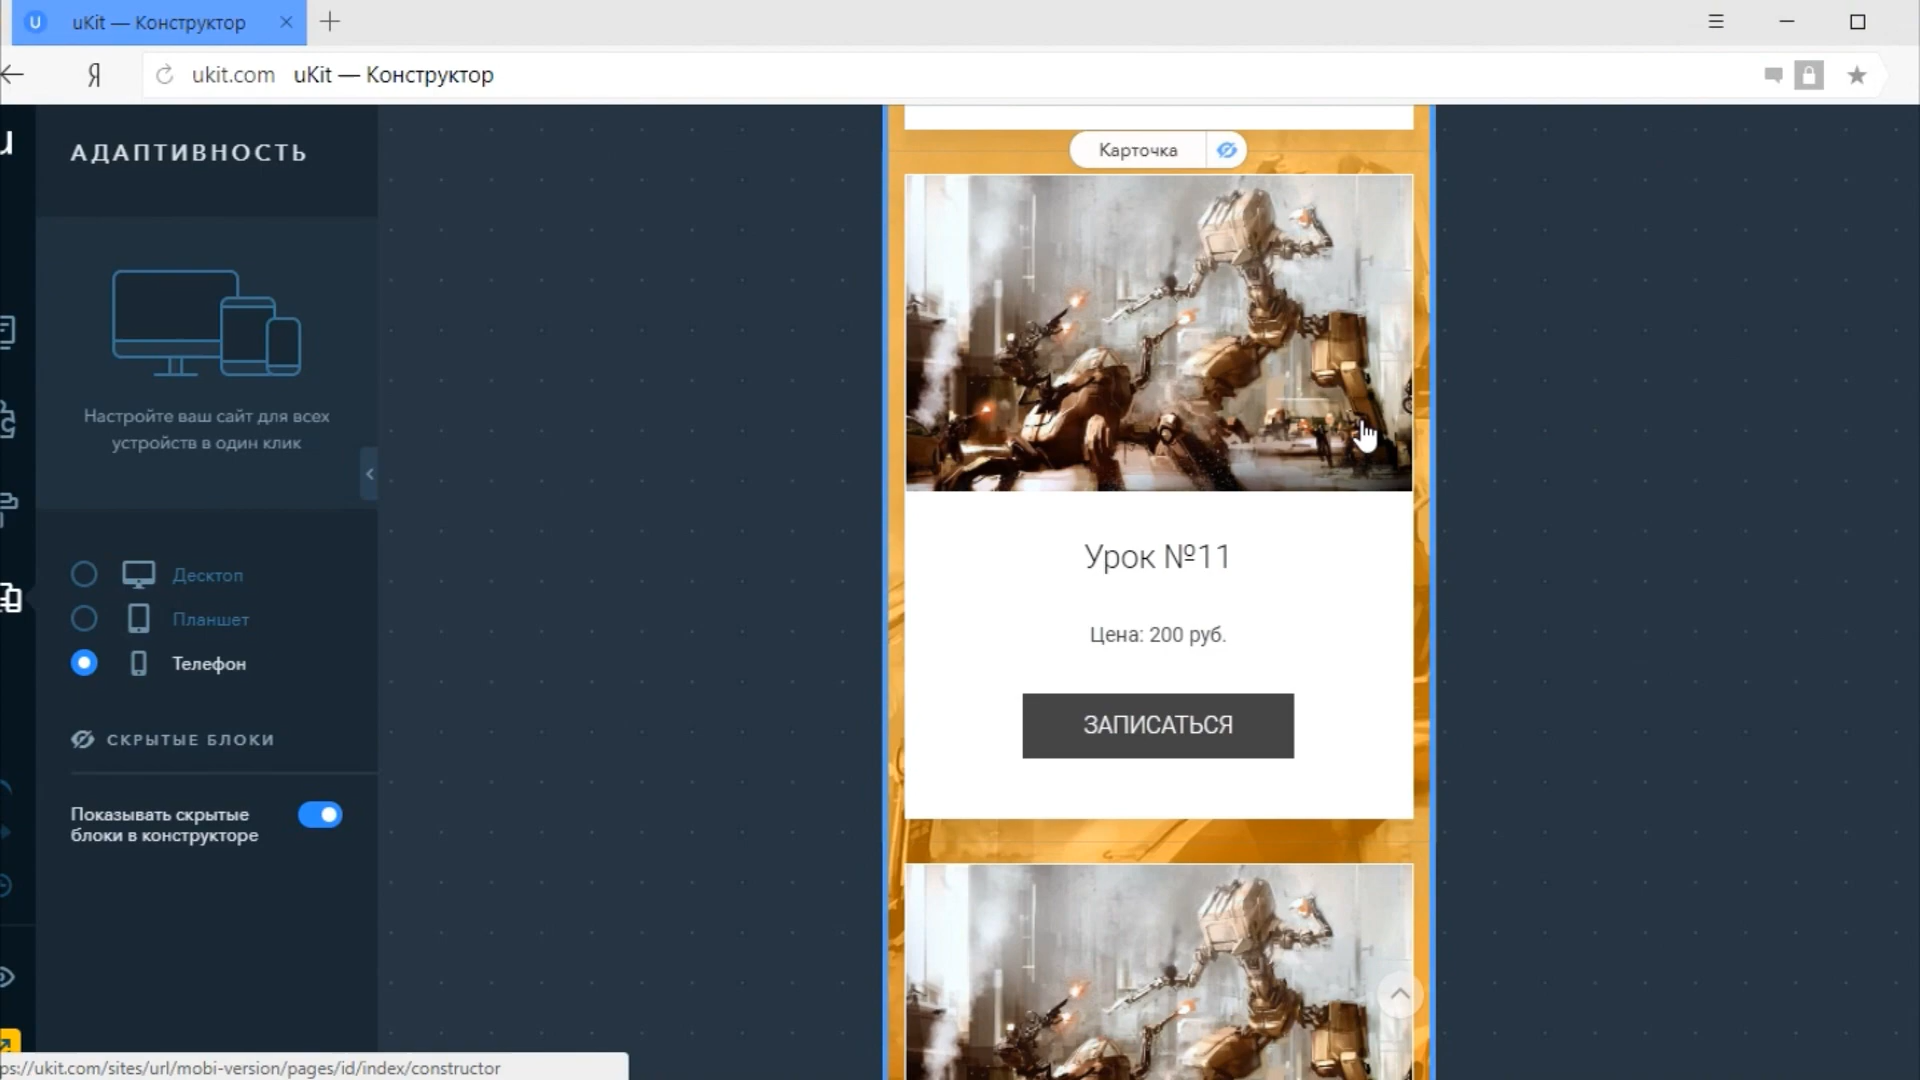 uKit — Конструктор
Я
ukit.com uKit — Конструктор
АДАПТИВНОСТЬ
Карточка
Настройте ваш сайт для всех
устройств в один клик
Десктоп
Планшет
Телефон
СКРЫТЫЕ БЛОКИ
Показывать скрытые
блоки в конструкторе
Урок №11
Цена: 200 руб.
ЗАПИСАТЬСЯ
ps://ukit.com/sites/url/mobi-version/pages/id/index/constructor